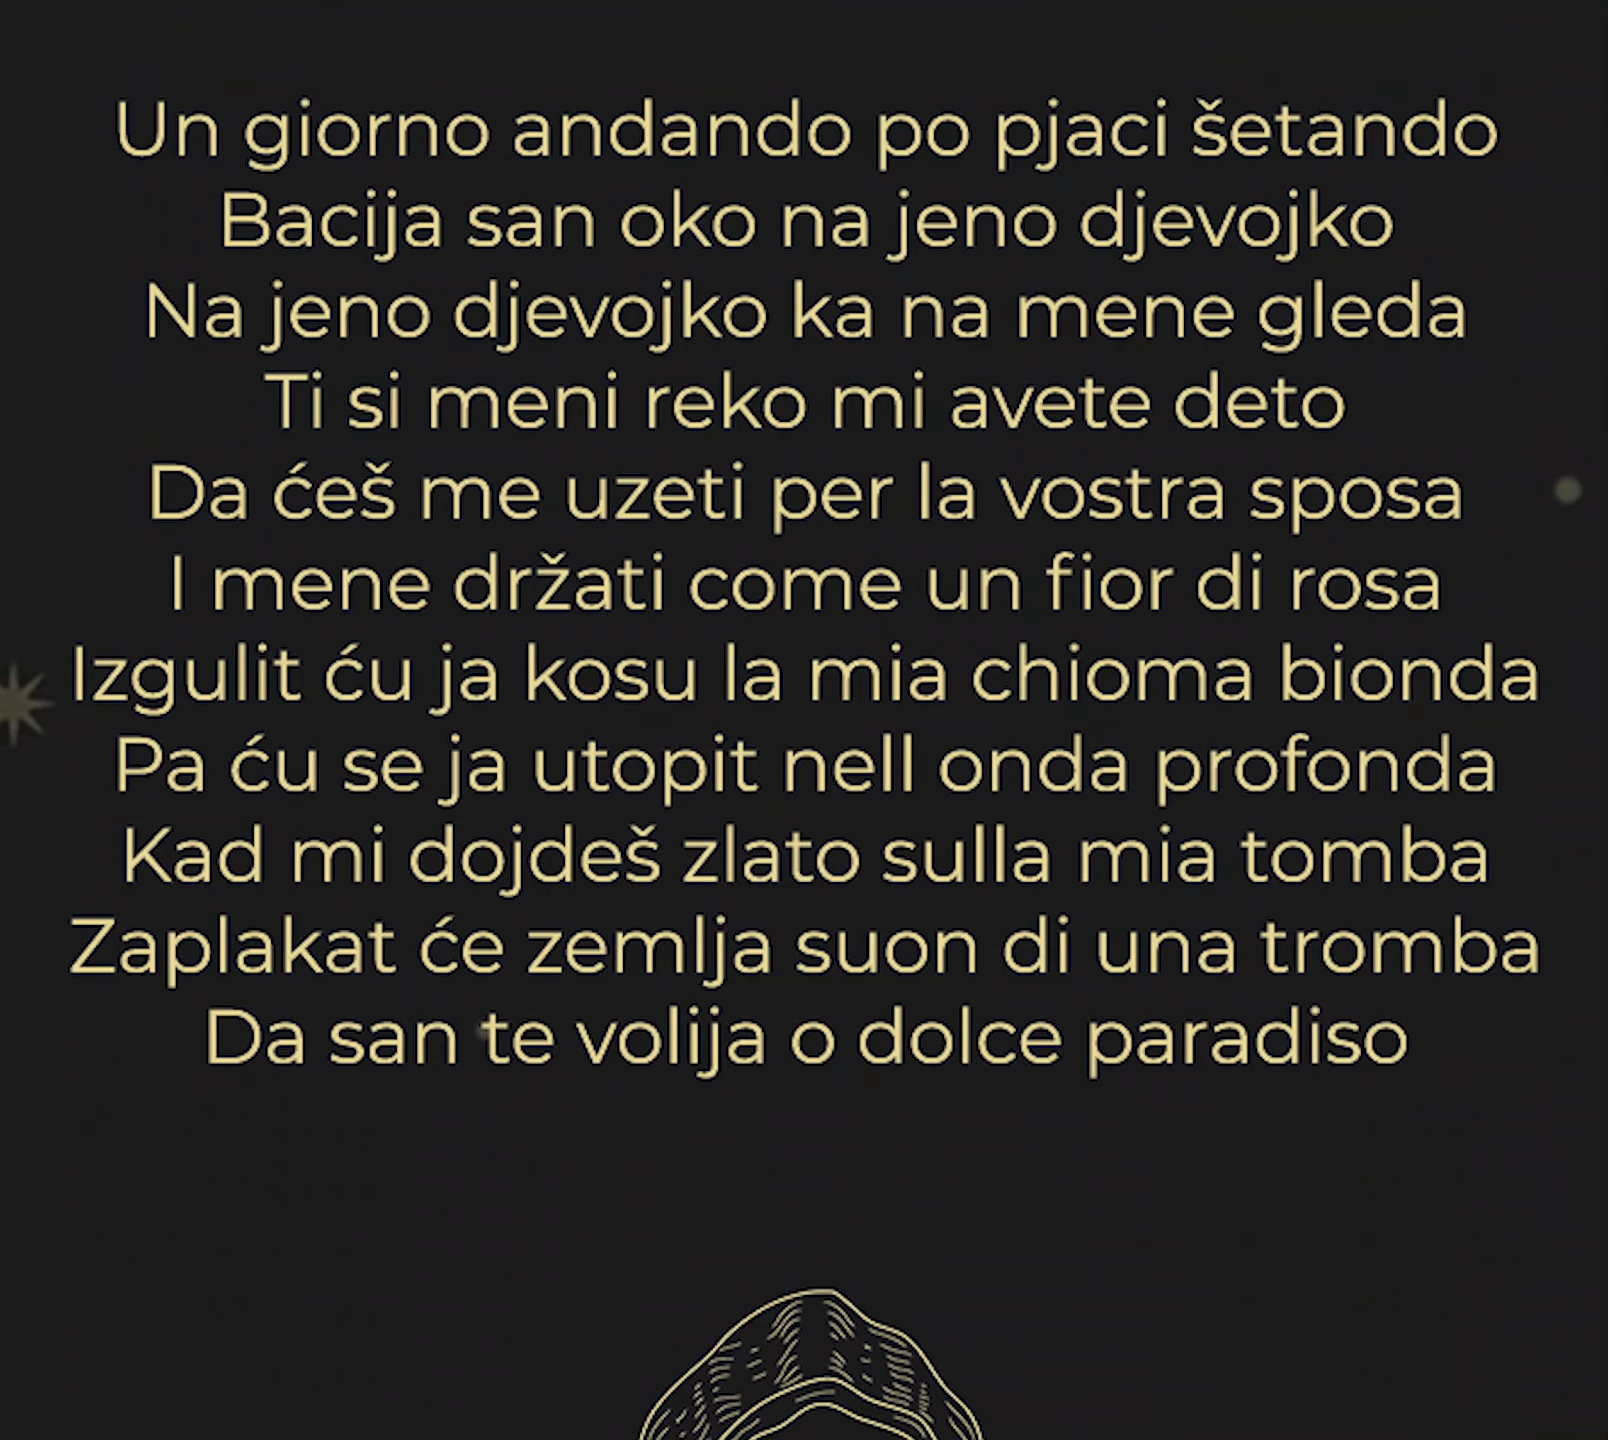 Un giorno andando po pjaci šetando
Bacija san oko na jeno djevojko
Na jeno djevojko ka na mene gleda
Ti si meni reko mi avete deto
Da ćeš me uzeti per la vostra sposa
I mene držati come un fior di rosa
Izgulit ću ja kosu la mia chioma bionda
Pa ću se ja utopit nell onda profonda
Kad mi dojdeš zlato sulla mia tomba
Zaplakat će zemlja suon di una tromba
Da san te volija o dolce paradiso